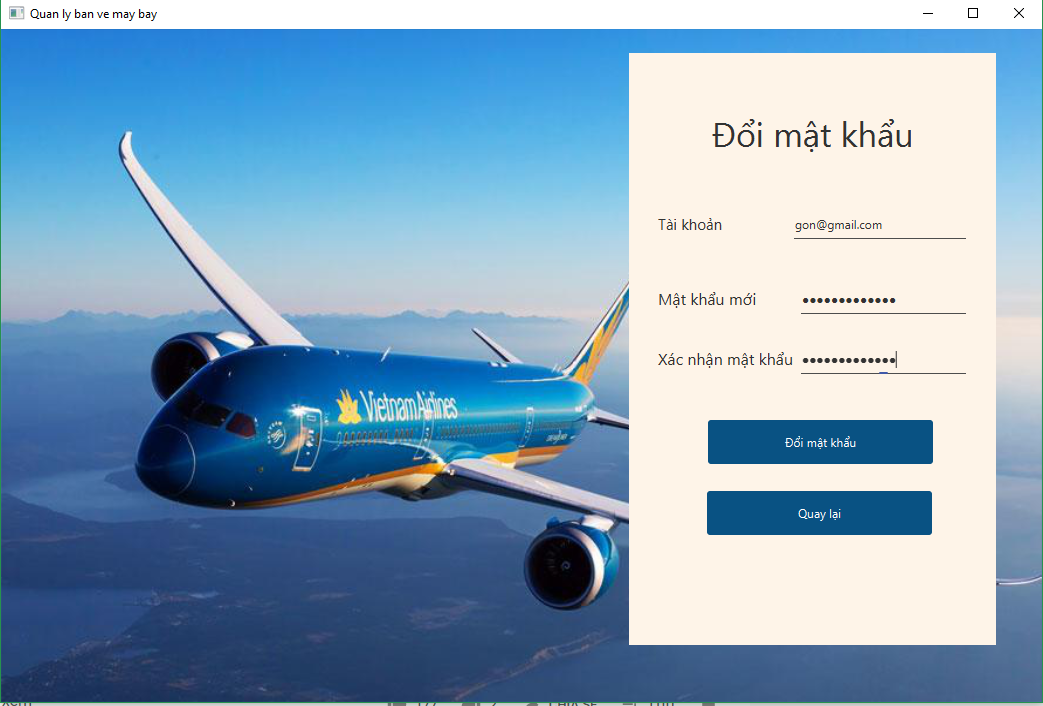 Quan ly ban ve may bay
Đổi mật khẩu
Tài khoản
gon@gmail.com
Mật khẩu mới
•••••••••••••
Xác nhận mật khẩu
•••••••••••••
Vietnam Airlines
Đổi mật khẩu
Quay lại